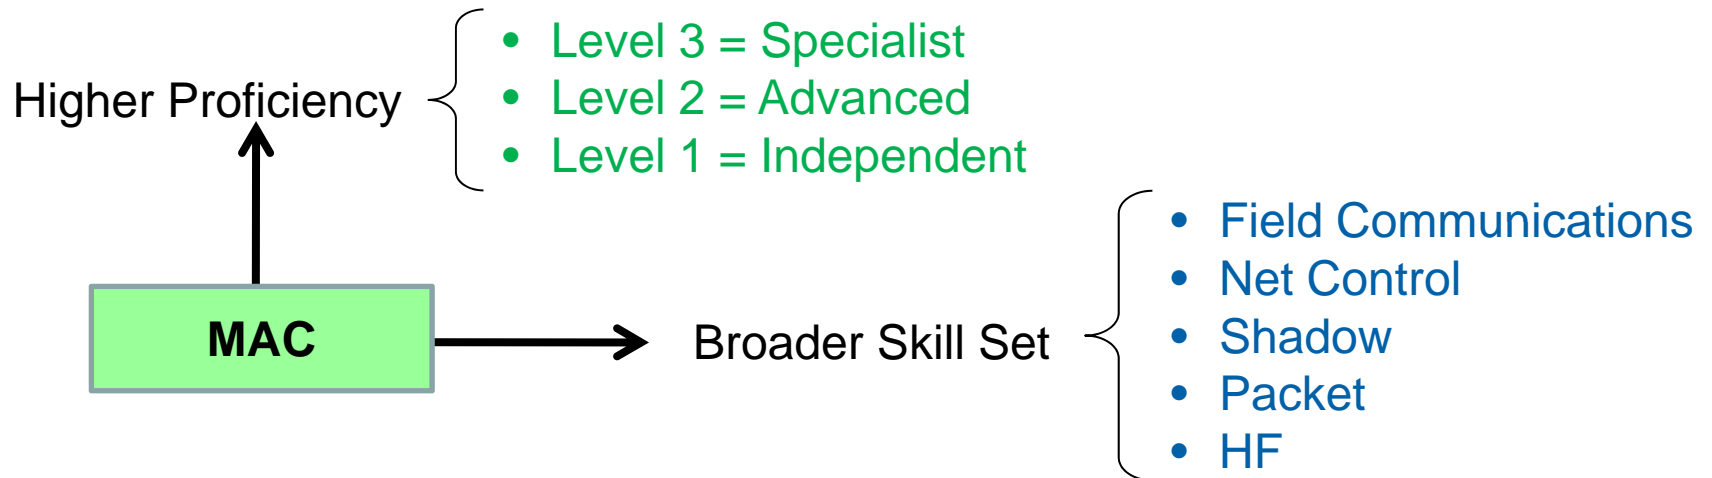 Higher Proficiency
• Level 3 = Specialist
• Level 2 = Advanced
• Level 1 = Independent
MAC
Broader Skill Set
• Field Communications
• Net Control
• Shadow
• Packet
• HF